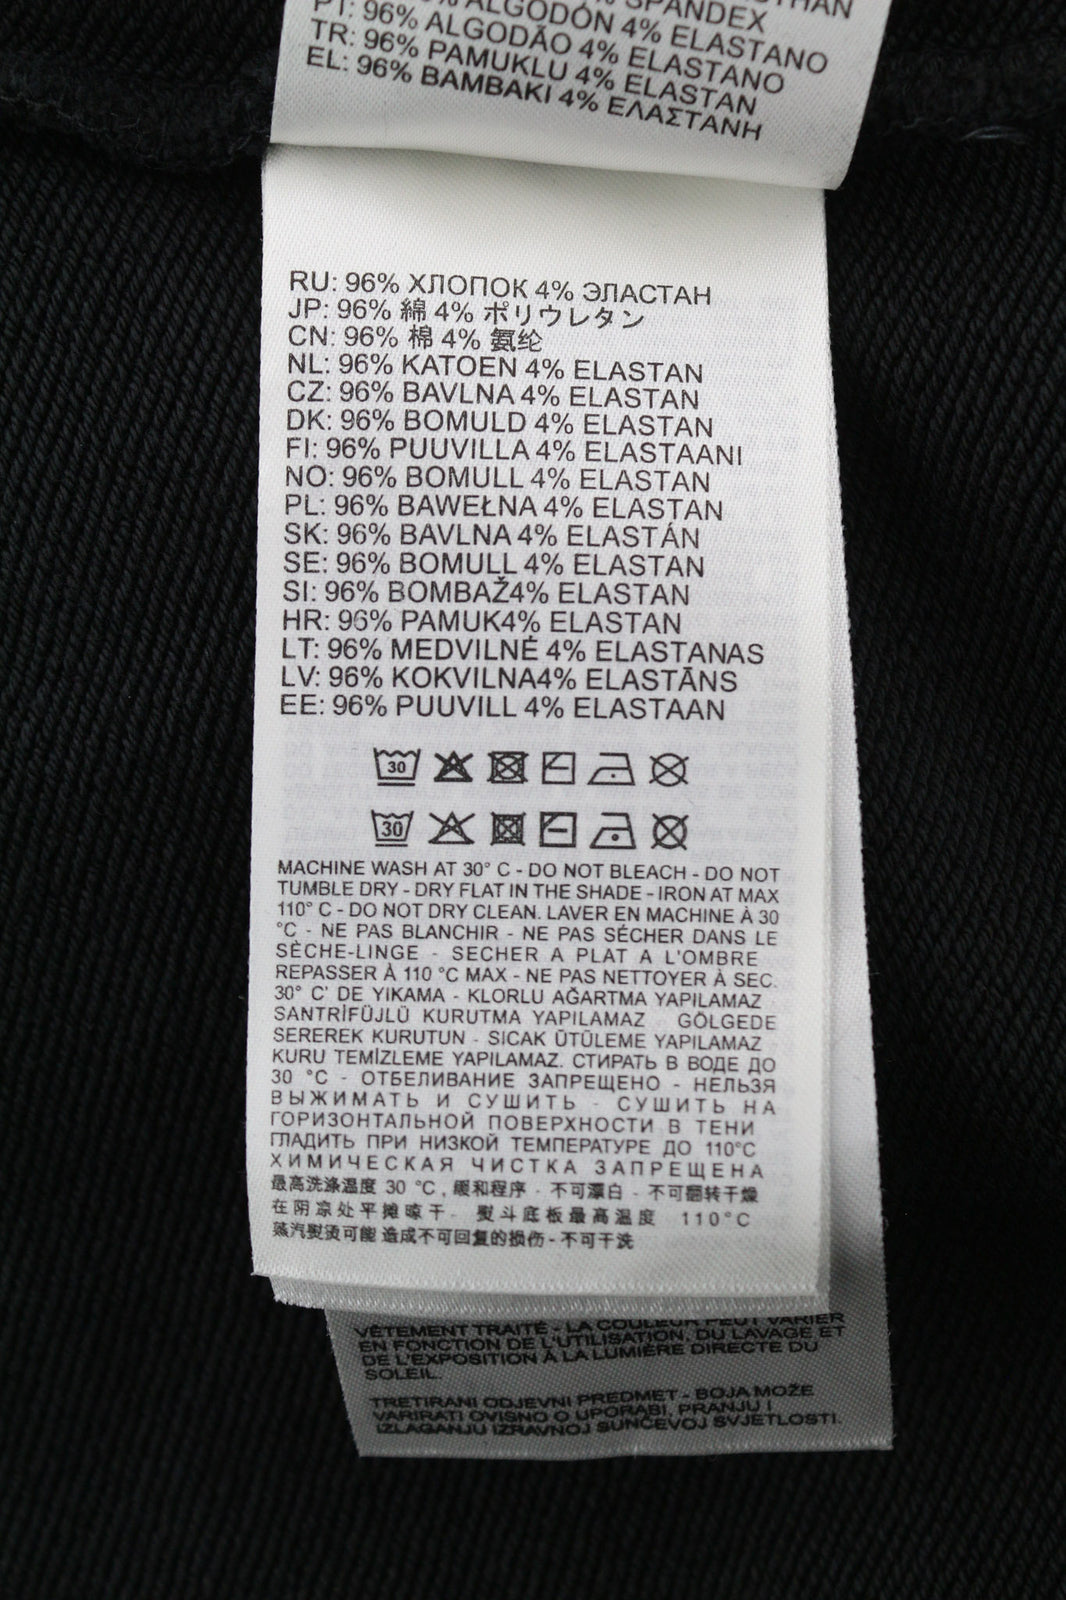 SPANDEX
ALGODÓN 4% ELASTANO
PT: 96% ALGODÃO 4% ELASTANO
TR: 96% PAMUKLU 4% ELASTAN
EL: 96% ΒΑΜΒΑΚΙ 4% ΕΛΑΣΤΑΝΗ
RU: 96% ХЛОПОК 4% ЭЛАСТАН
JP: 96% 綿 4% ポリウレタン
CN: 96% 棉 4% 氨纶
NL: 96% KATOEN 4% ELASTAN
CZ: 96% BAVLNA 4% ELASTAN
DK: 96% BOMULD 4% ELASTAN
FI: 96% PUUVILLA 4% ELASTAANI
NO: 96% BOMULL 4% ELASTAN
PL: 96% BAWEŁNA 4% ELASTAN
SK: 96% BAVLNA 4% ELASTÁN
SE: 96% BOMULL 4% ELASTAN
SI: 96% BOMBAŽ4% ELASTAN
HR: 96% PAMUK4% ELASTAN
LT: 96% MEDVILNĖ 4% ELASTANAS
LV: 96% KOKVILNA4% ELASTĀNS
EE: 96% PUUVILL 4% ELASTAAN
30
30
MACHINE WASH AT 30° C - DO NOT BLEACH - DO NOT
TUMBLE DRY - DRY FLAT IN THE SHADE - IRON AT MAX
110° C - DO NOT DRY CLEAN. LAVER EN MACHINE À 30
°C - NE PAS BLANCHIR - NE PAS SÉCHER DANS LE
SÈCHE-LINGE - SECHER A PLAT A L'OMBRE
REPASSER À 110 °C MAX - NE PAS NETTOYER À SEC.
30° C' DE YIKAMA - KLORLU AĞARTMA YAPILAMAZ
SANTRİFÜJLÜ KURUTMA YAPILAMAZ GÖLGEDE
SEREREK KURUTUN - SICAK ÜTÜLEME YAPILAMAZ
KURU TEMİZLEME YAPILAMAZ. СТИРАТЬ В ВОДЕ ДО
30 °C - ОТБЕЛИВАНИЕ ЗАПРЕЩЕНО - НЕЛЬЗЯ
ВЫЖИМАТЬ И СУШИТЬ - СУШИТЬ НА
ГОРИЗОНТАЛЬНОЙ ПОВЕРХНОСТИ В ТЕНИ
ГЛАДИТЬ ПРИ НИЗКОЙ ТЕМПЕРАТУРЕ ДО 110°C
ХИМИЧЕСКАЯ ЧИСТКА ЗАПРЕЩЕНА
最高洗涤温度 30 °C , 缓和程序 - 不可漂白 - 不可翻转干燥
在阴凉处平摊晾干 - 熨斗底板最高温度 110°C
蒸汽熨烫可能造成不可回复的损伤 - 不可干洗
VÊTEMENT TRAITÉ - LA COULEUR PEUT VARIER
EN FONCTION DE L'UTILISATION, DU LAVAGE ET
DE L'EXPOSITION À LA LUMIÈRE DIRECTE DU
SOLEIL.
TRETIRANI ODJEVNI PREDMET - BOJA MOŽE
VARIRATI OVISNO O UPORABI, PRANJU I
IZLAGANJU IZRAVNOJ SUNČEVOJ SVJETLOSTI.